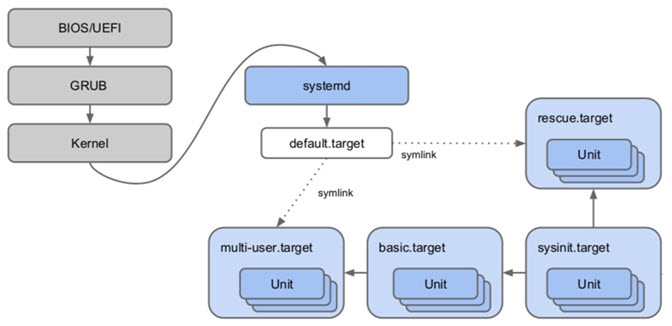 BIOS/UEFI
GRUB
Kernel
systemd
default.target
symlink
symlink
rescue.target
Unit
multi-user.target
Unit
basic.target
Unit
sysinit.target
Unit